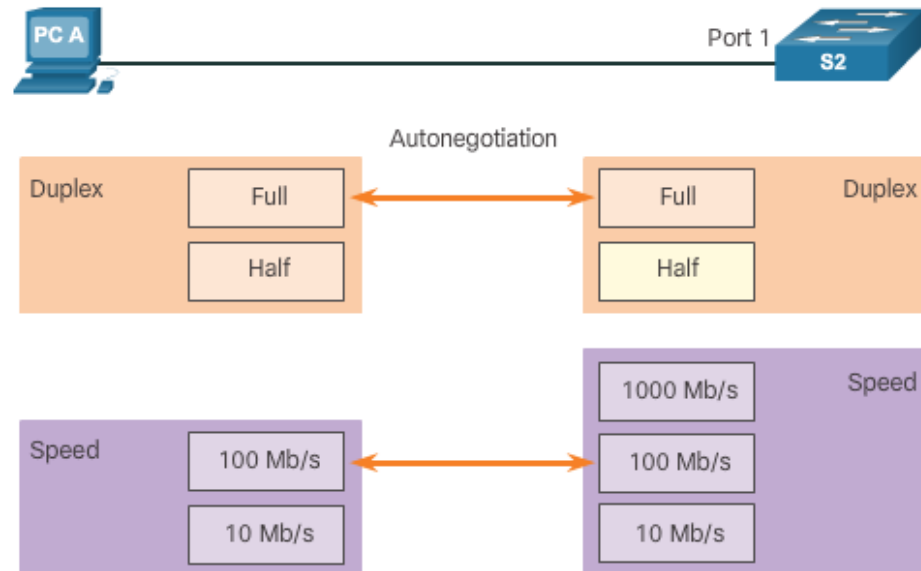 PC A
Port 1
S2
Autonegotiation
Duplex
Full
Half
Full
Half
Duplex
Speed
100 Mb/s
10 Mb/s
1000 Mb/s
100 Mb/s
10 Mb/s
Speed